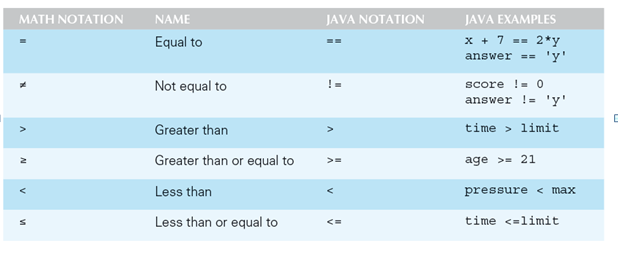 MATH NOTATION NAME JAVA NOTATION JAVA EXAMPLES
= Equal to == x + 7 == 2*y
answer == 'y'
≠ Not equal to != score != 0
answer != 'y'
> Greater than > time > limit
≥ Greater than or equal to >= age >= 21
< Less than < pressure < max
≤ Less than or equal to <= time <=limit